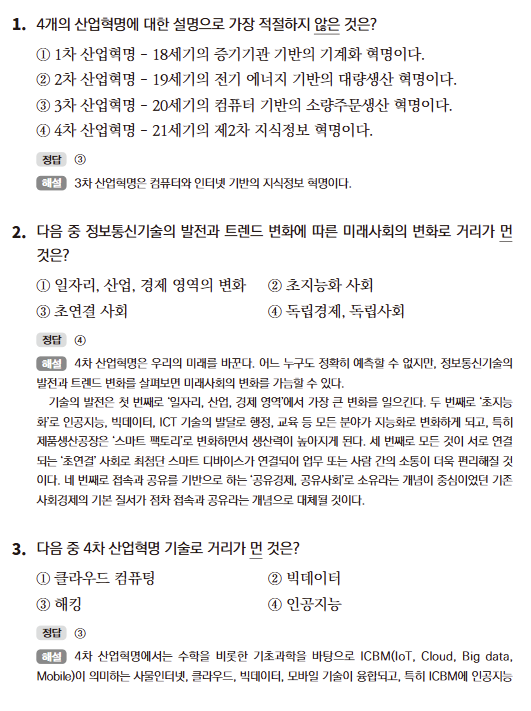 1. 4개의 산업혁명에 대한 설명으로 가장 적절하지 않은 것은?
① 1차 산업혁명 – 18세기의 증기기관 기반의 기계화 혁명이다.
② 2차 산업혁명 – 19세기의 전기 에너지 기반의 대량생산 혁명이다.
③ 3차 산업혁명 – 20세기의 컴퓨터 기반의 소량주문생산 혁명이다.
④ 4차 산업혁명 – 21세기의 제2차 지식정보 혁명이다.
정답 ③
해설 3차 산업혁명은 컴퓨터와 인터넷 기반의 지식정보 혁명이다.
2. 다음 중 정보통신기술의 발전과 트렌드 변화에 따른 미래사회의 변화로 거리가 먼
것은?
① 일자리, 산업, 경제 영역의 변화 ② 초지능화 사회
③ 초연결 사회 ④ 독립경제, 독립사회
정답 ④
해설 4차 산업혁명은 우리의 미래를 바꾼다. 어느 누구도 정확히 예측할 수 없지만, 정보통신기술의
발전과 트렌드 변화를 살펴보면 미래사회의 변화를 가늠할 수 있다.
기술의 발전은 첫 번째로 '일자리, 산업, 경제 영역'에서 가장 큰 변화를 일으킨다. 두 번째로 '초지능
화'로 인공지능, 빅데이터, ICT 기술의 발달로 행정, 교육 등 모든 분야가 지능화로 변화하게 되고, 특히
제품생산공장은 '스마트 팩토리'로 변화하면서 생산력이 높아지게 된다. 세 번째로 모든 것이 서로 연결
되는 '초연결' 사회로 최첨단 스마트 디바이스가 연결되어 업무 또는 사람 간의 소통이 더욱 편리해질 것
이다. 네 번째로 접속과 공유를 기반으로 하는 '공유경제, 공유사회'로 소유라는 개념이 중심이었던 기존
사회경제의 기본 질서가 점차 접속과 공유라는 개념으로 대체될 것이다.
3. 다음 중 4차 산업혁명 기술로 거리가 먼 것은?
① 클라우드 컴퓨팅 ② 빅데이터
③ 해킹 ④ 인공지능
정답 ③
해설 4차 산업혁명에서는 수학을 비롯한 기초과학을 바탕으로 ICBM(IoT, Cloud, Big data,
Mobile)이 의미하는 사물인터넷, 클라우드, 빅데이터, 모바일 기술이 융합되고, 특히 ICBM에 인공지능